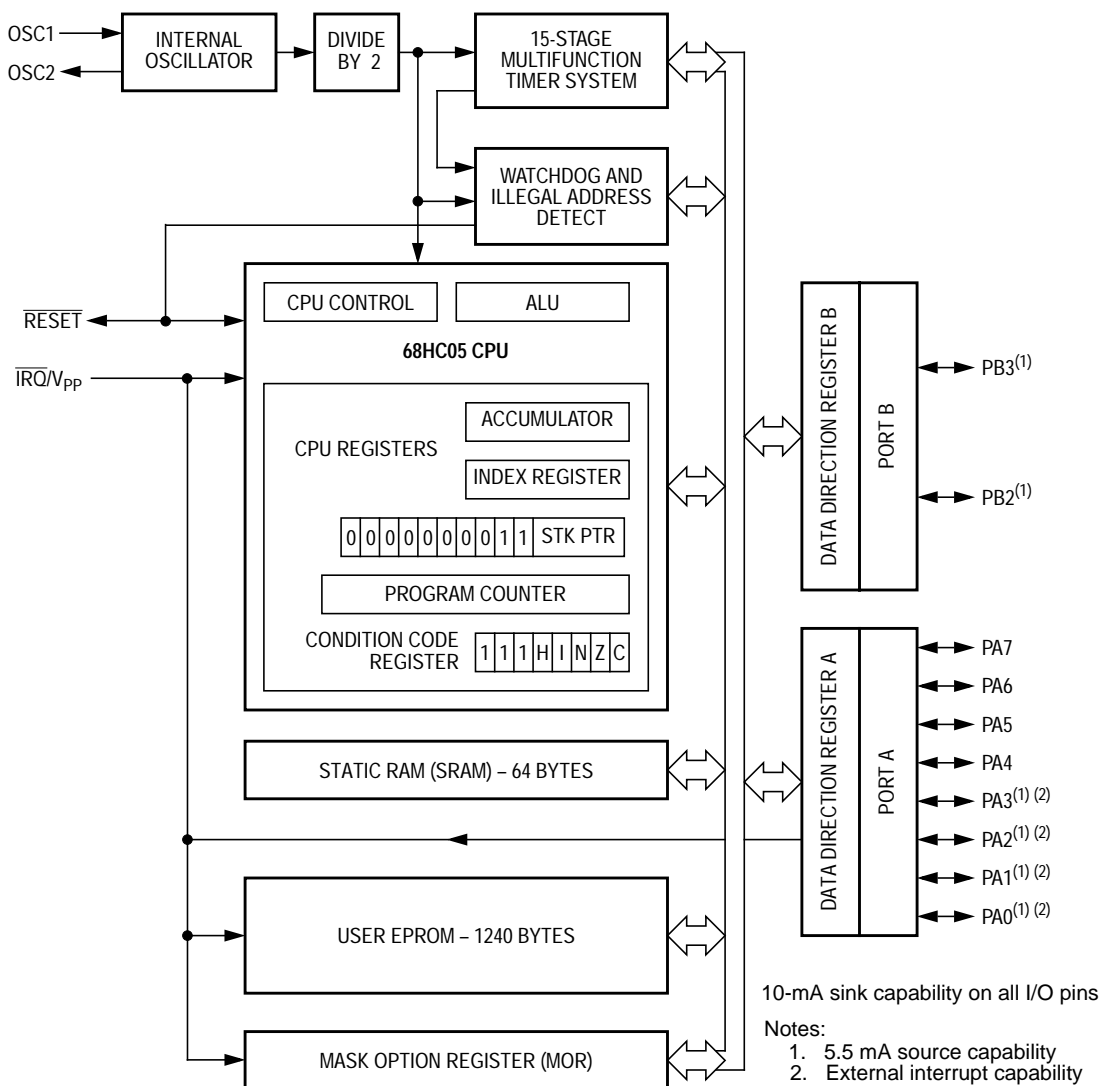 OSC1
OSC2
INTERNAL
OSCILLATOR
DIVIDE
BY 2
15-STAGE
MULTIFUNCTION
TIMER SYSTEM
WATCHDOG AND
ILLEGAL ADDRESS
DETECT
RESET
IRQ/VPP
CPU CONTROL
ALU
68HC05 CPU
CPU REGISTERS
ACCUMULATOR
INDEX REGISTER
0 0 0 0 0 0 0 0 1 1 STK PTR
PROGRAM COUNTER
CONDITION CODE
REGISTER
1 1 1 H I N Z C
STATIC RAM (SRAM) – 64 BYTES
USER EPROM – 1240 BYTES
MASK OPTION REGISTER (MOR)
DATA DIRECTION REGISTER B
PORT B
PB3(1)
PB2(1)
DATA DIRECTION REGISTER A
PORT A
PA7
PA6
PA5
PA4
PA3(1) (2)
PA2(1) (2)
PA1(1) (2)
PA0(1) (2)
10-mA sink capability on all I/O pins
Notes:
1. 5.5 mA source capability
2. External interrupt capability